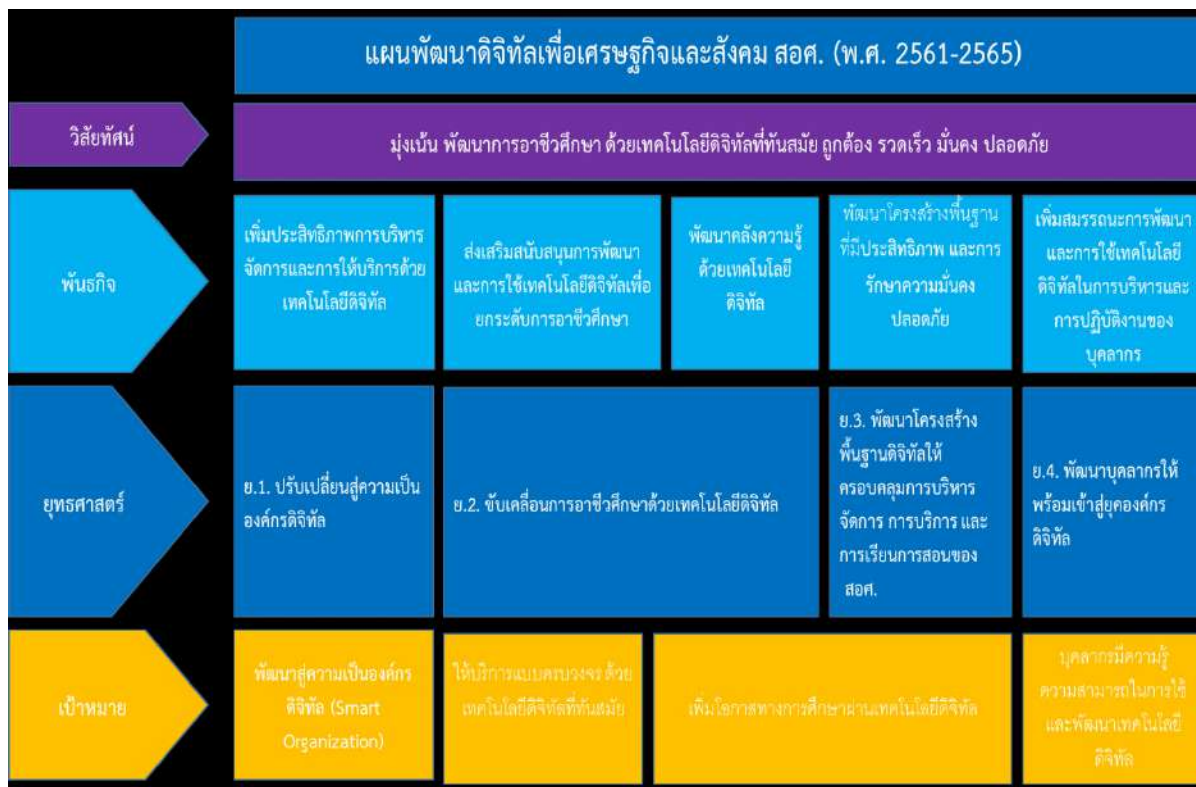 แผนพัฒนาดิจิทัลเพื่อเศรษฐกิจและสังคม สอศ. (พ.ศ. 2561-2565)
วิสัยทัศน์
มุ่งเน้น พัฒนาการอาชีวศึกษา ด้วยเทคโนโลยีดิจิทัลที่ทันสมัย ถูกต้อง รวดเร็ว มั่นคง ปลอดภัย
พันธกิจ
เพิ่มประสิทธิภาพการบริหาร
จัดการและการให้บริการด้วย
เทคโนโลยีดิจิทัล
ส่งเสริมสนับสนุนการพัฒนา
และการใช้เทคโนโลยีดิจิทัลเพื่อ
ยกระดับการอาชีวศึกษา
พัฒนาคลังความรู้
ด้วยเทคโนโลยี
ดิจิทัล
พัฒนาโครงสร้างพื้นฐาน
ที่มีประสิทธิภาพ และการ
รักษาความมั่นคง
ปลอดภัย
เพิ่มสมรรถนะการพัฒนา
และการใช้เทคโนโลยี
ดิจิทัลในการบริหารและ
การปฏิบัติงานของ
บุคลากร
ยุทธศาสตร์
ย.1. ปรับเปลี่ยนสู่ความเป็น
องค์กรดิจิทัล
ย.2. ขับเคลื่อนการอาชีวศึกษาด้วยเทคโนโลยีดิจิทัล
ย.3. พัฒนาโครงสร้าง
พื้นฐานดิจิทัลให้
ครอบคลุมการบริหาร
จัดการ การบริการ และ
การเรียนการสอนของ
สอศ.
ย.4. พัฒนาบุคลากรให้
พร้อมเข้าสู่ยุคองค์กร
ดิจิทัล
เป้าหมาย
พัฒนาสู่ความเป็นองค์กร
ดิจิทัล (Smart
Organization)
ให้บริการแบบครบวงจร ด้วย
เทคโนโลยีดิจิทัลที่ทันสมัย
เพิ่มโอกาสทางการศึกษาผ่านเทคโนโลยีดิจิทัล
บุคลากรมีความรู้
ความสามารถในการใช้
และพัฒนาเทคโนโลยี
ดิจิทัล